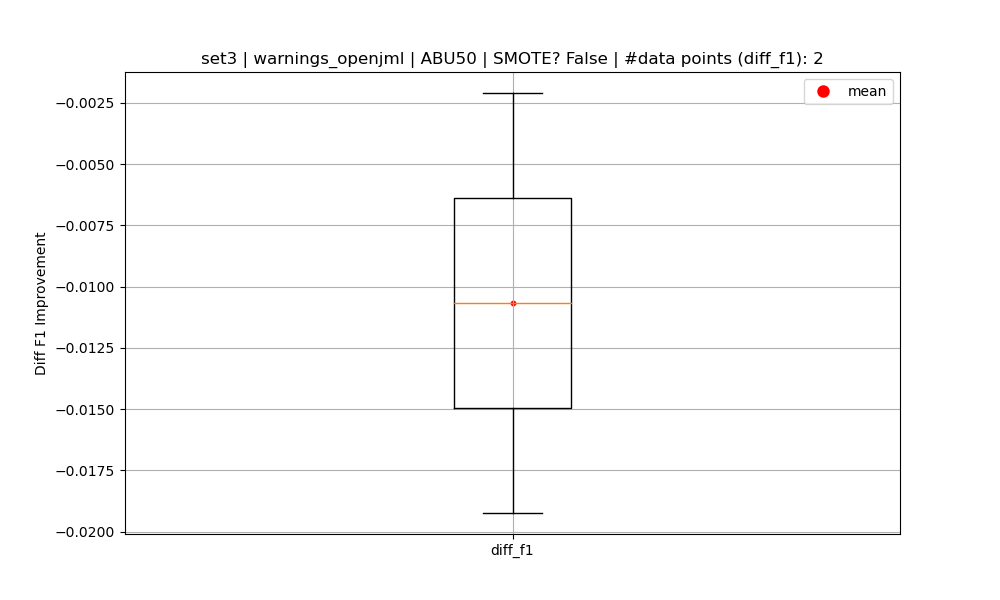 set3 | warnings_openjml | ABU50 | SMOTE? False | #data points (diff_f1): 2
mean
−0.0025
−0.0050
−0.0075
−0.0100
−0.0125
−0.0150
−0.0175
−0.0200
Diff F1 Improvement
diff_f1